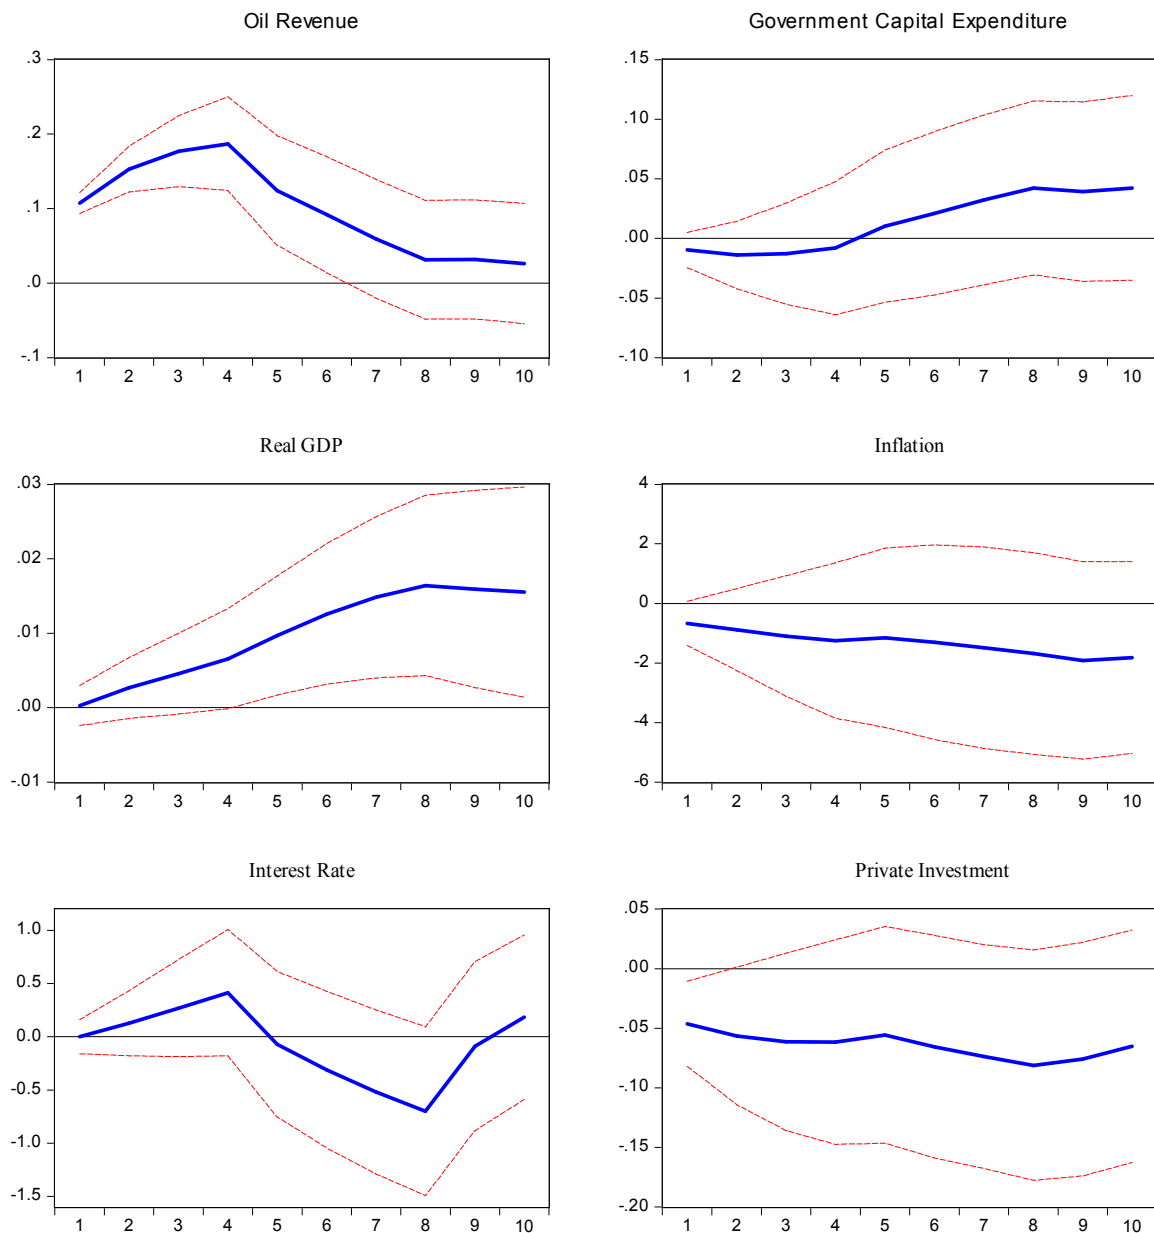 Oil Revenue
.3
.2
.1
.0
-.1
1 2 3 4 5 6 7 8 9 10
Government Capital Expenditure
.15
.10
.05
.00
-.05
-.10
1 2 3 4 5 6 7 8 9 10
Real GDP
.03
.02
.01
.00
-.01
1 2 3 4 5 6 7 8 9 10
Inflation
4
2
0
-2
-4
-6
1 2 3 4 5 6 7 8 9 10
Interest Rate
1.0
0.5
0.0
-0.5
-1.0
-1.5
1 2 3 4 5 6 7 8 9 10
Private Investment
.05
.00
-.05
-.10
-.15
-.20
1 2 3 4 5 6 7 8 9 10